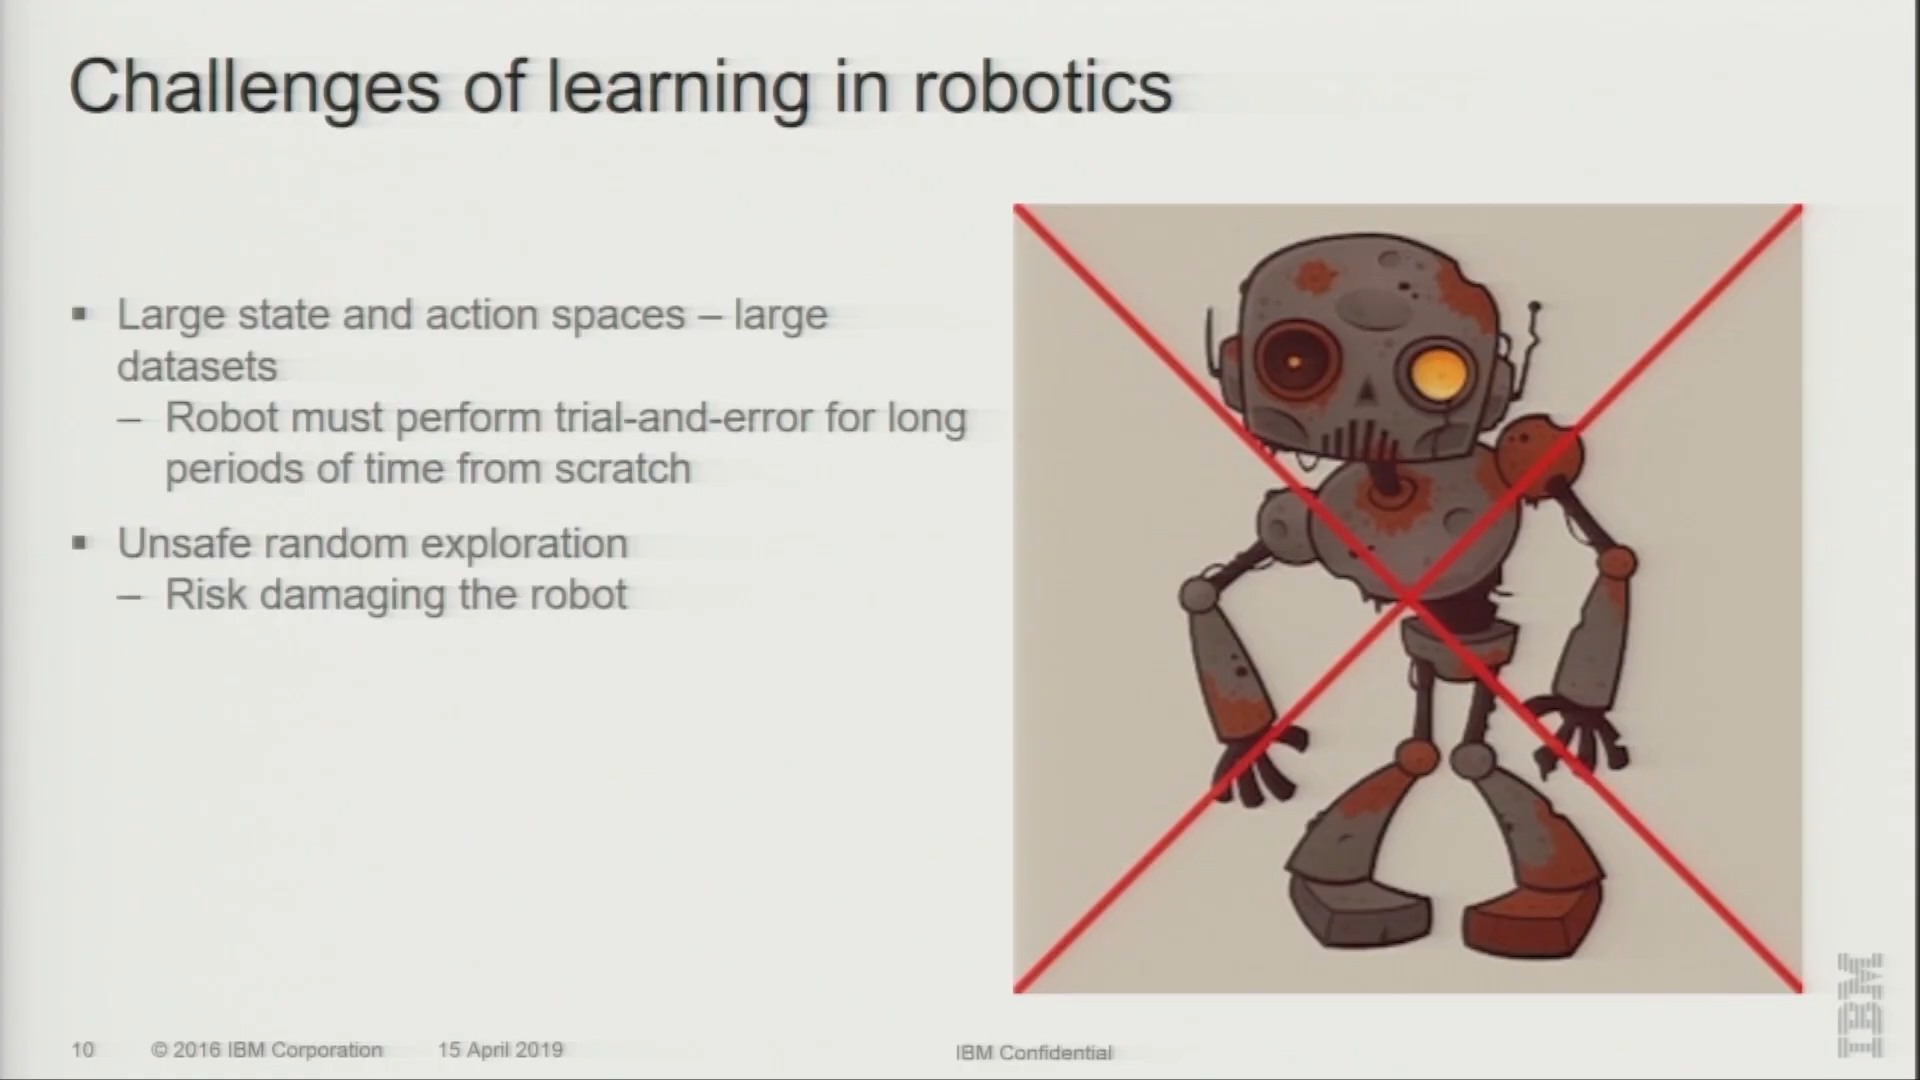 Challenges of learning in robotics
▪ Large state and action spaces – large
datasets
– Robot must perform trial-and-error for long
periods of time from scratch
▪ Unsafe random exploration
– Risk damaging the robot
10 © 2016 IBM Corporation 15 April 2019 IBM Confidential
IBM